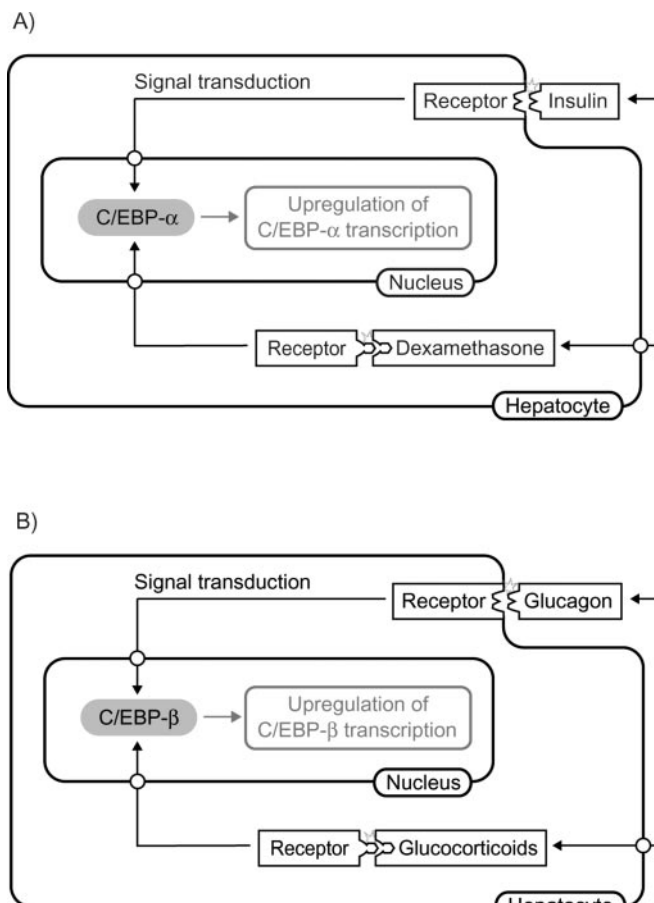 A)
Signal transduction
Receptor
Insulin
C/EBP-α
Upregulation of
C/EBP-α transcription
Nucleus
Receptor
Dexamethasone
Hepatocyte
B)
Signal transduction
Receptor
Glucagon
C/EBP-β
Upregulation of
C/EBP-β transcription
Nucleus
Receptor
Glucocorticoids
Hepatocyte